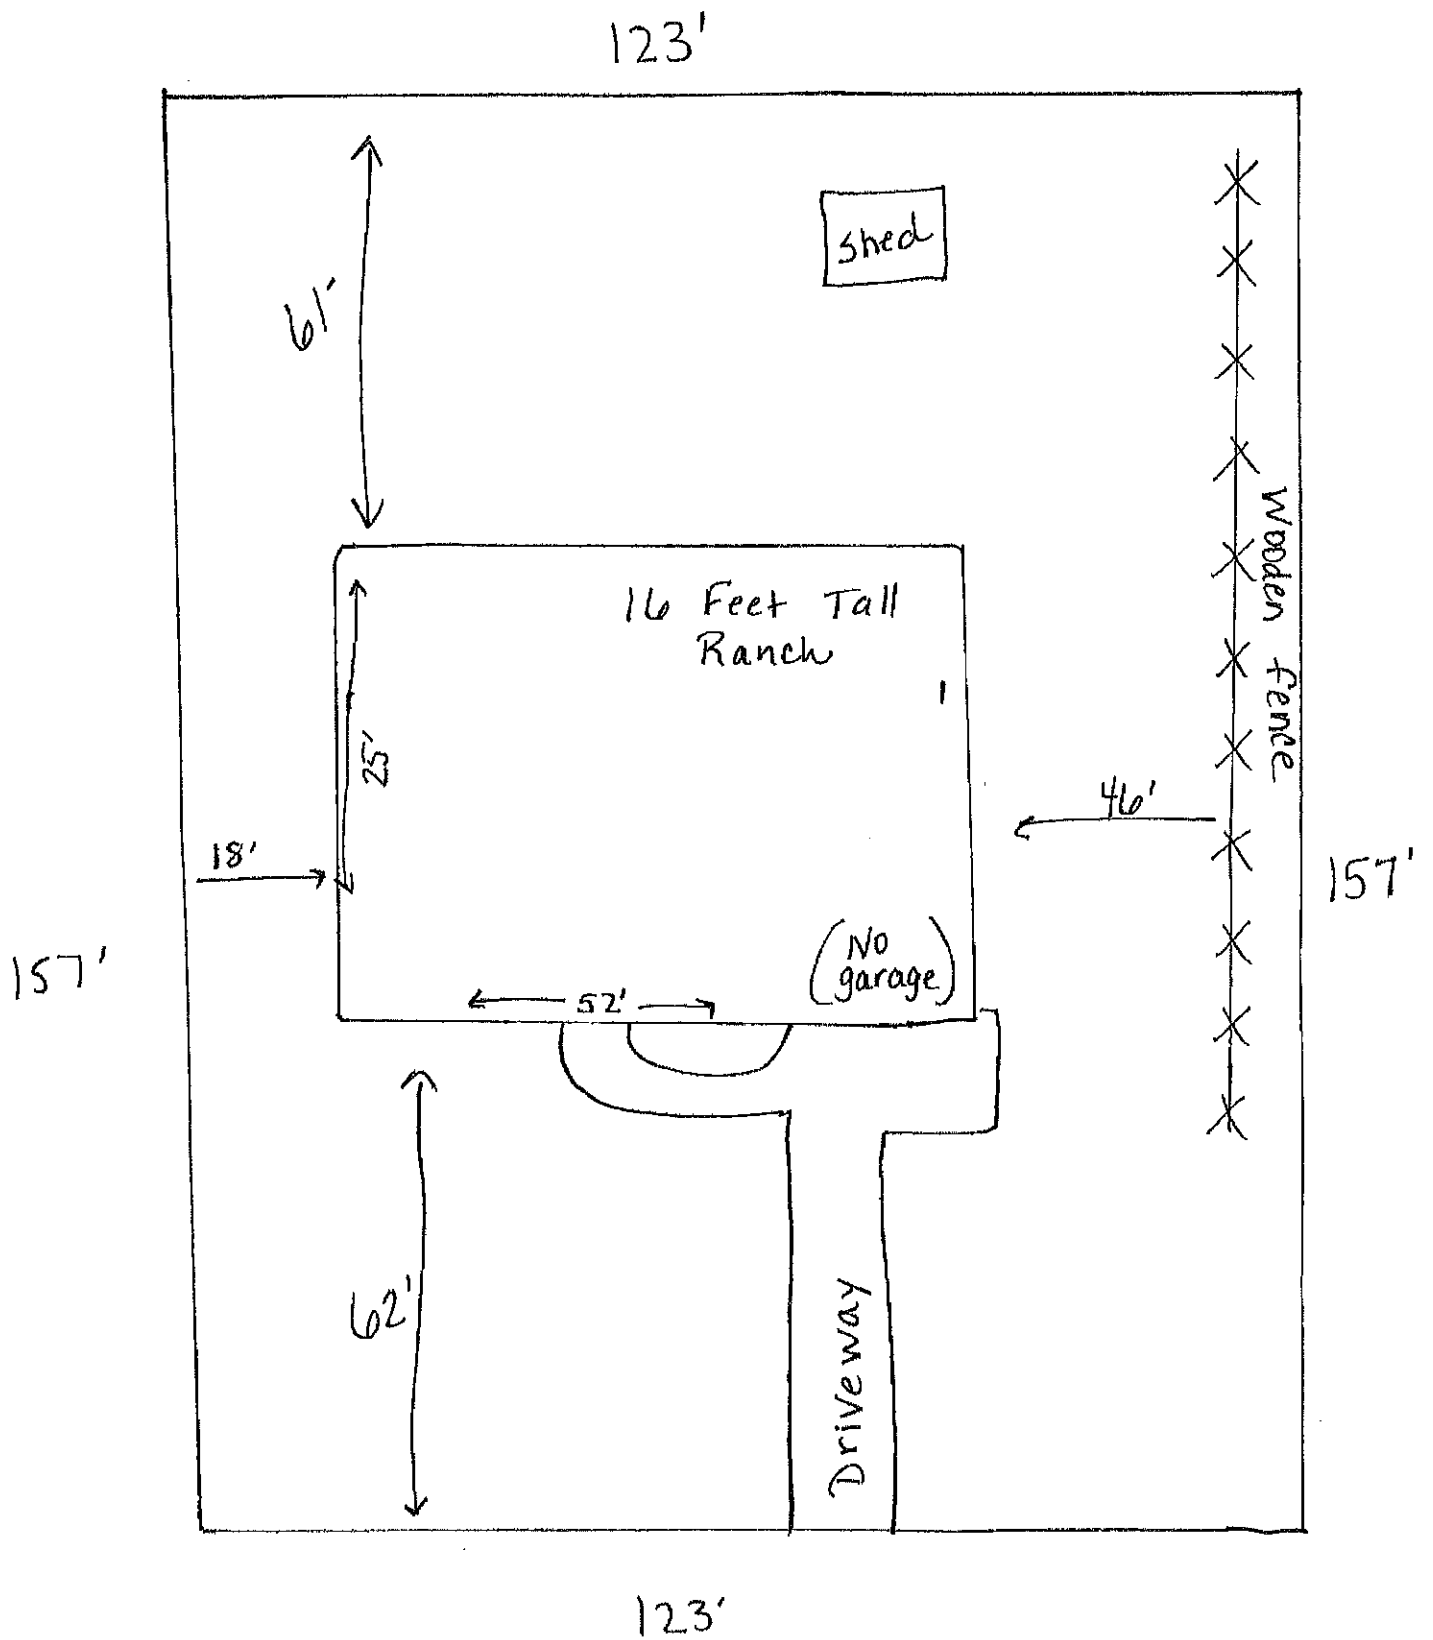 123'
shed
61'
16 Feet Tall
Ranch
Wooden fence
25'
46'
18'
157'
157'
(No
garage)
52'
62'
Driveway
123'